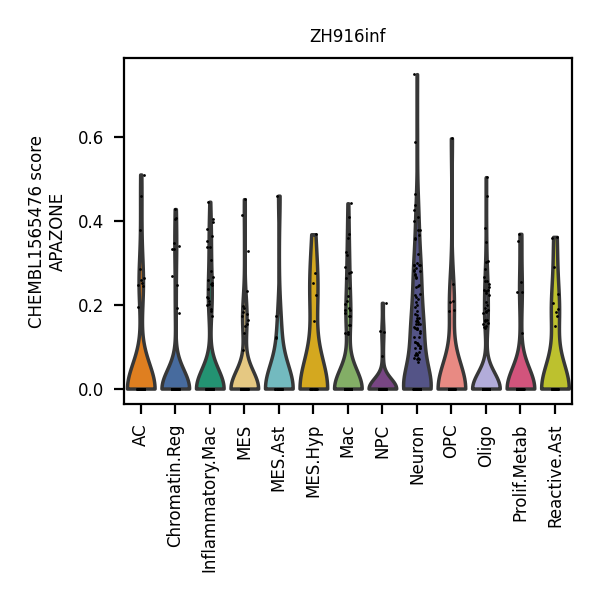 ZH916inf
CHEMBL1565476 score
APAZONE
0.6
0.4
0.2
0.0
AC
Chromatin.Reg
Inflammatory.Mac
MES
MES.Ast
MES.Hyp
Mac
NPC
Neuron
OPC
Oligo
Prolif.Metab
Reactive.Ast